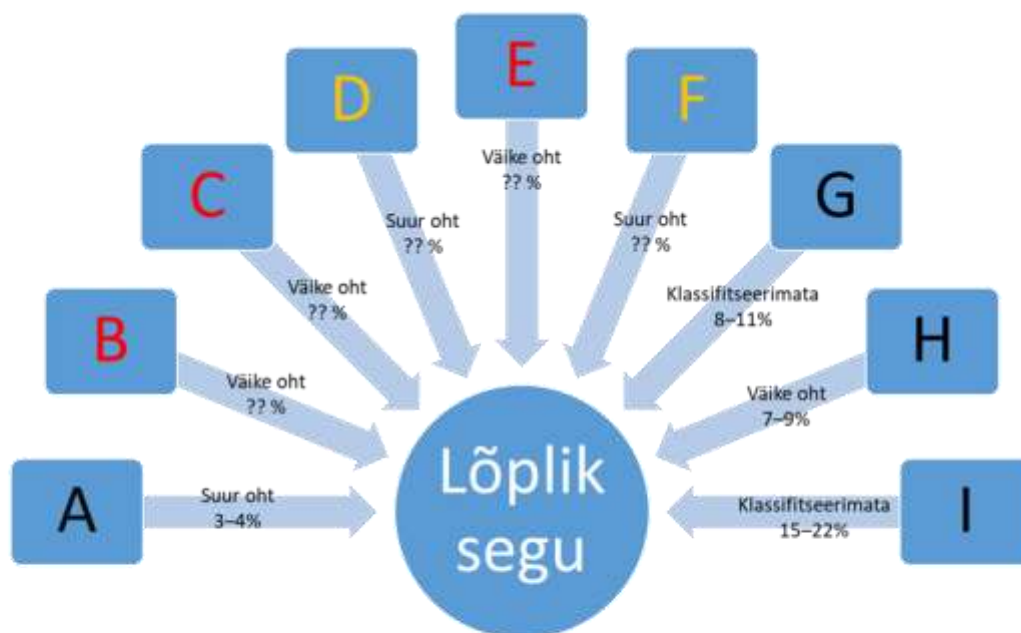 A
Suur oht
3–4%
B
Väike oht
?? %
C
Väike oht
?? %
D
Suur oht
?? %
E
Väike oht
?? %
F
Suur oht
?? %
G
Klassifitseerimata
8–11%
H
Väike oht
7–9%
I
Klassifitseerimata
15–22%
Lõplik
segu